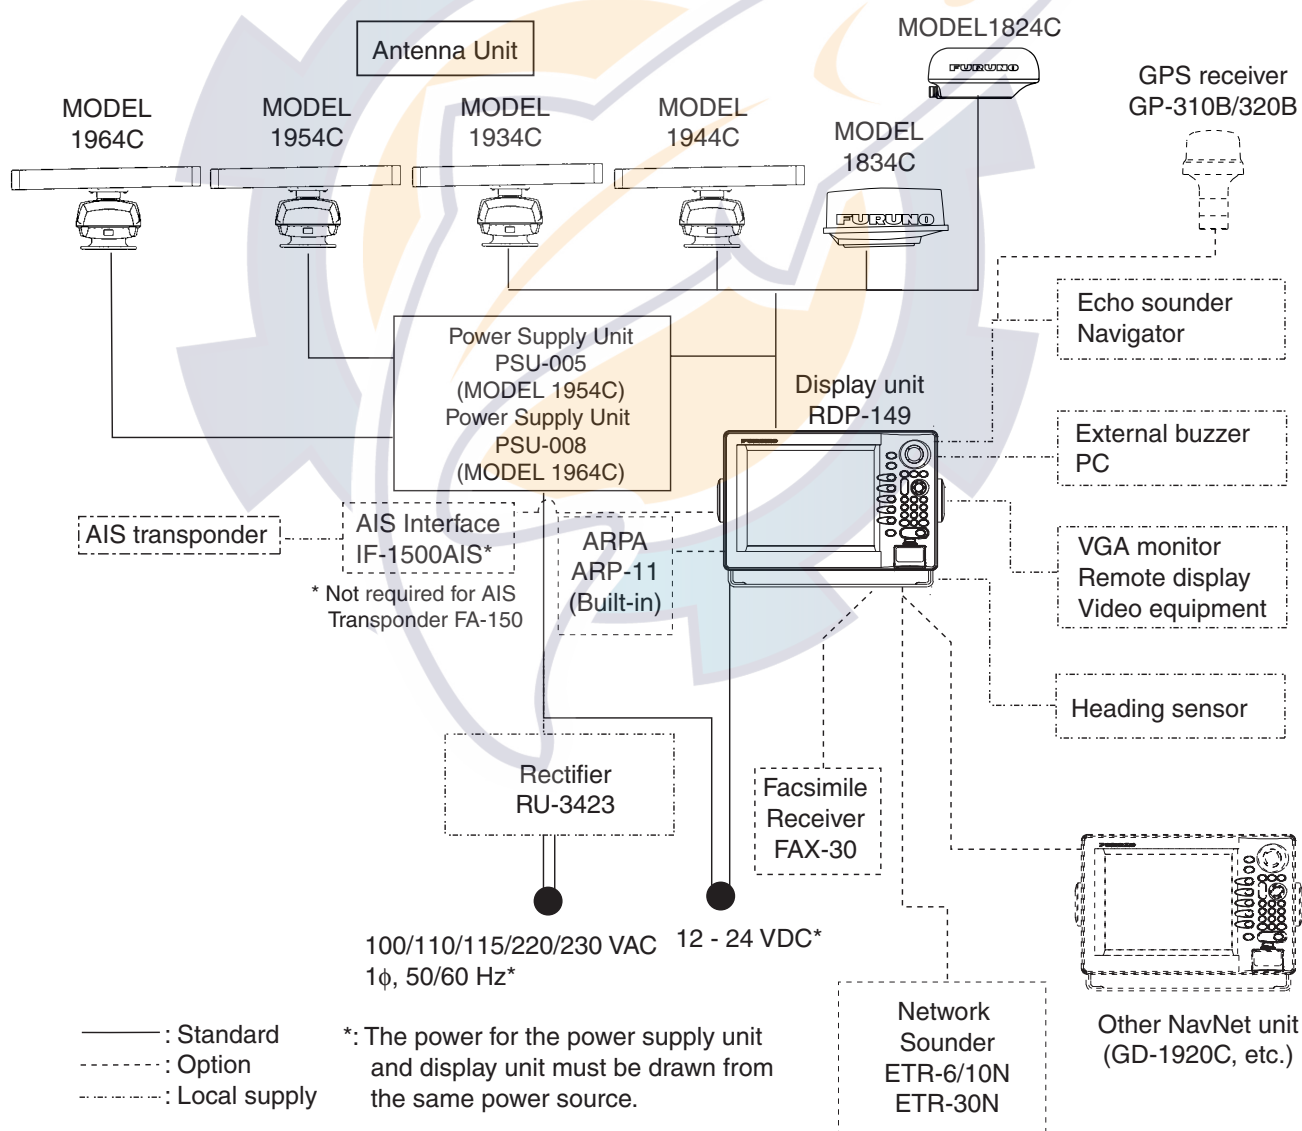 Antenna Unit
MODEL1824C
FURUNO
GPS receiver
GP-310B/320B
MODEL
1964C
MODEL
1954C
MODEL
1934C
MODEL
1944C
MODEL
1834C
FURUNO
Echo sounder
Navigator
Power Supply Unit
PSU-005
(MODEL 1954C)
Power Supply Unit
PSU-008
(MODEL 1964C)
Display unit
RDP-149
External buzzer
PC
AIS transponder
AIS Interface
IF-1500AIS*
* Not required for AIS
Transponder FA-150
ARPA
ARP-11
(Built-in)
VGA monitor
Remote display
Video equipment
Heading sensor
Rectifier
RU-3423
Facsimile
Receiver
FAX-30
100/110/115/220/230 VAC
1ϕ, 50/60 Hz*
12 - 24 VDC*
Network
Sounder
ETR-6/10N
ETR-30N
Other NavNet unit
(GD-1920C, etc.)
: Standard
: Option
: Local supply
*: The power for the power supply unit
and display unit must be drawn from
the same power source.